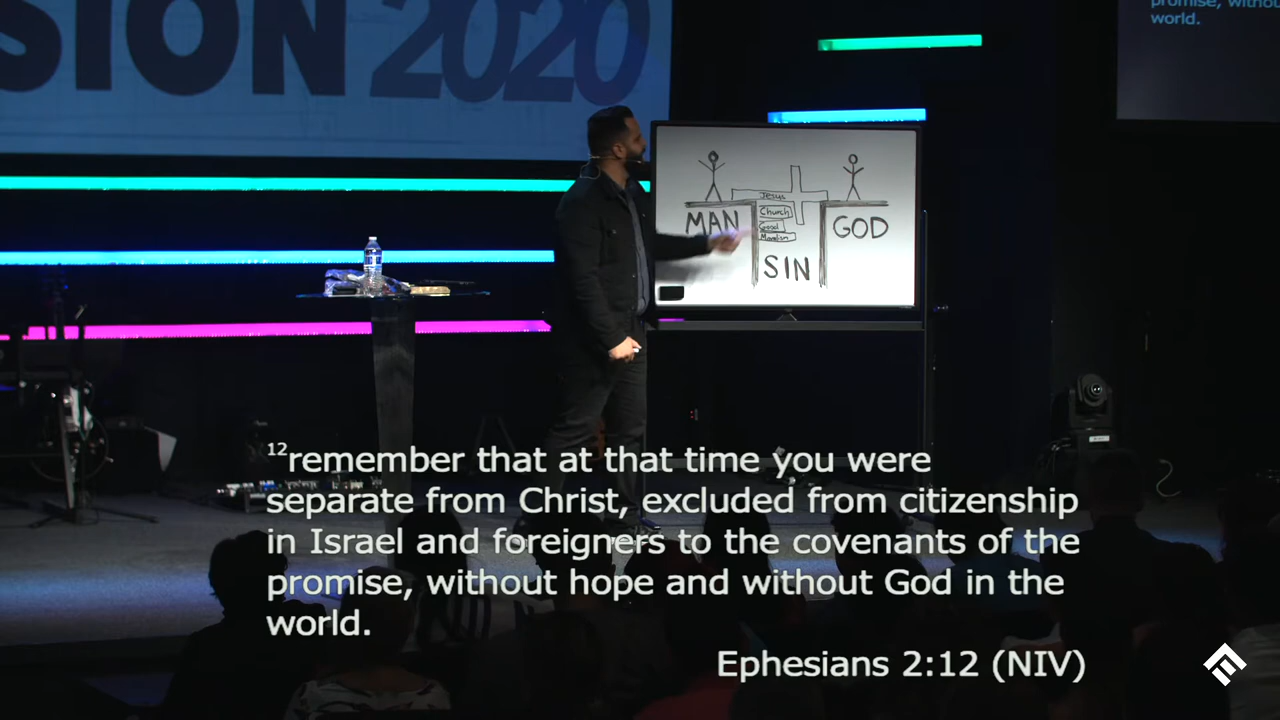 SION 2020
promise, withou
world.
Jesus
Church
Good
Moralism
MAN
GOD
SIN
12remember that at that time you were
separate from Christ, excluded from citizenship
in Israel and foreigners to the covenants of the
promise, without hope and without God in the
world.
Ephesians 2:12 (NIV)